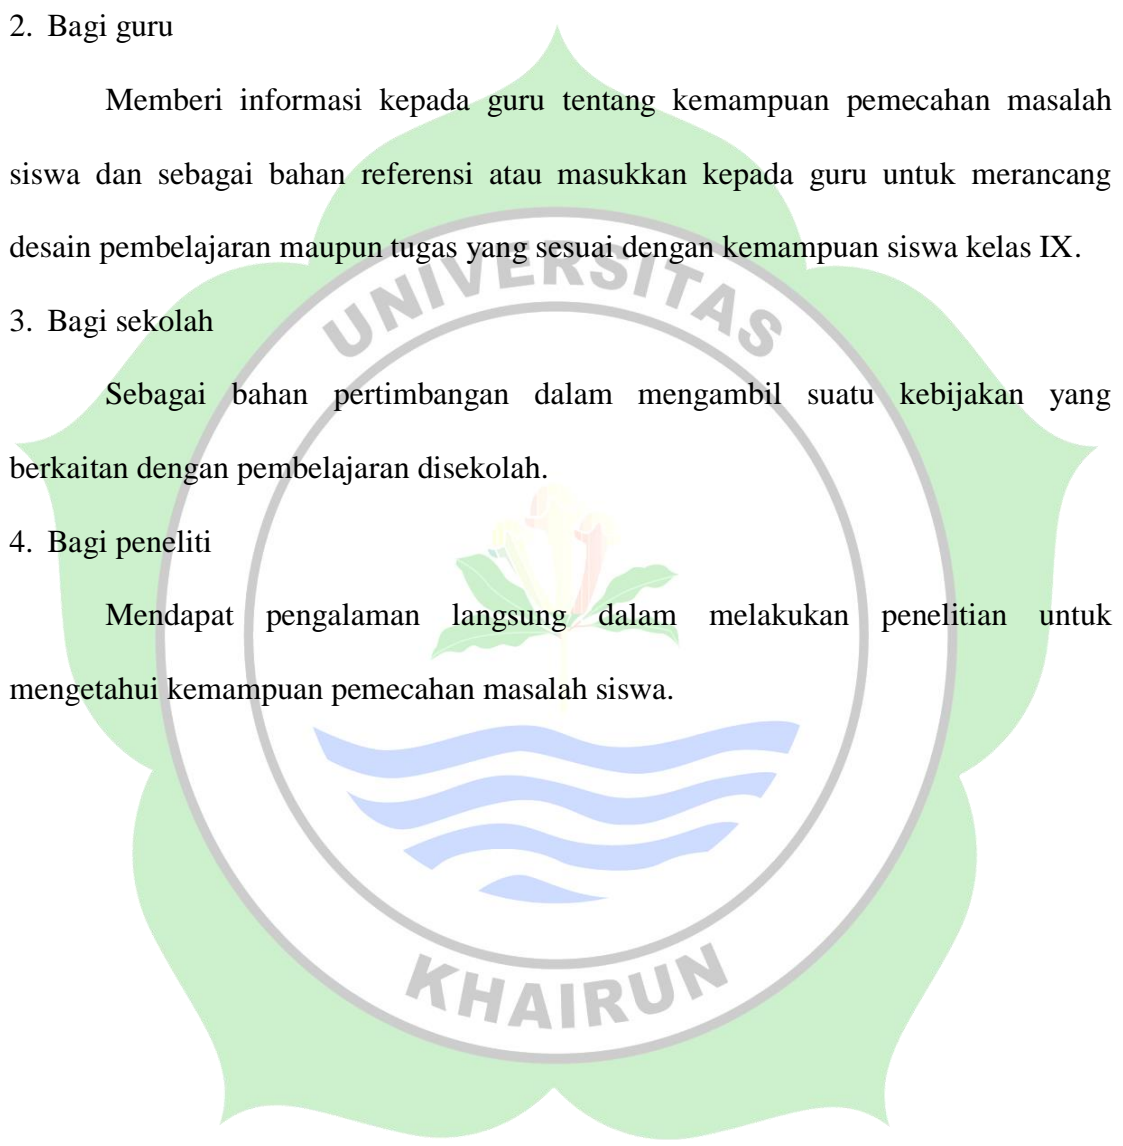 2. Bagi guru
Memberi informasi kepada guru tentang kemampuan pemecahan masalah
siswa dan sebagai bahan referensi atau masukkan kepada guru untuk merancang
desain pembelajaran maupun tugas yang sesuai dengan kemampuan siswa kelas IX.
UNIVERSITAS
3. Bagi sekolah
Sebagai bahan pertimbangan dalam mengambil suatu kebijakan yang
berkaitan dengan pembelajaran disekolah.
4. Bagi peneliti
Mendapat pengalaman langsung dalam melakukan penelitian untuk
mengetahui kemampuan pemecahan masalah siswa.
KHAIRUN